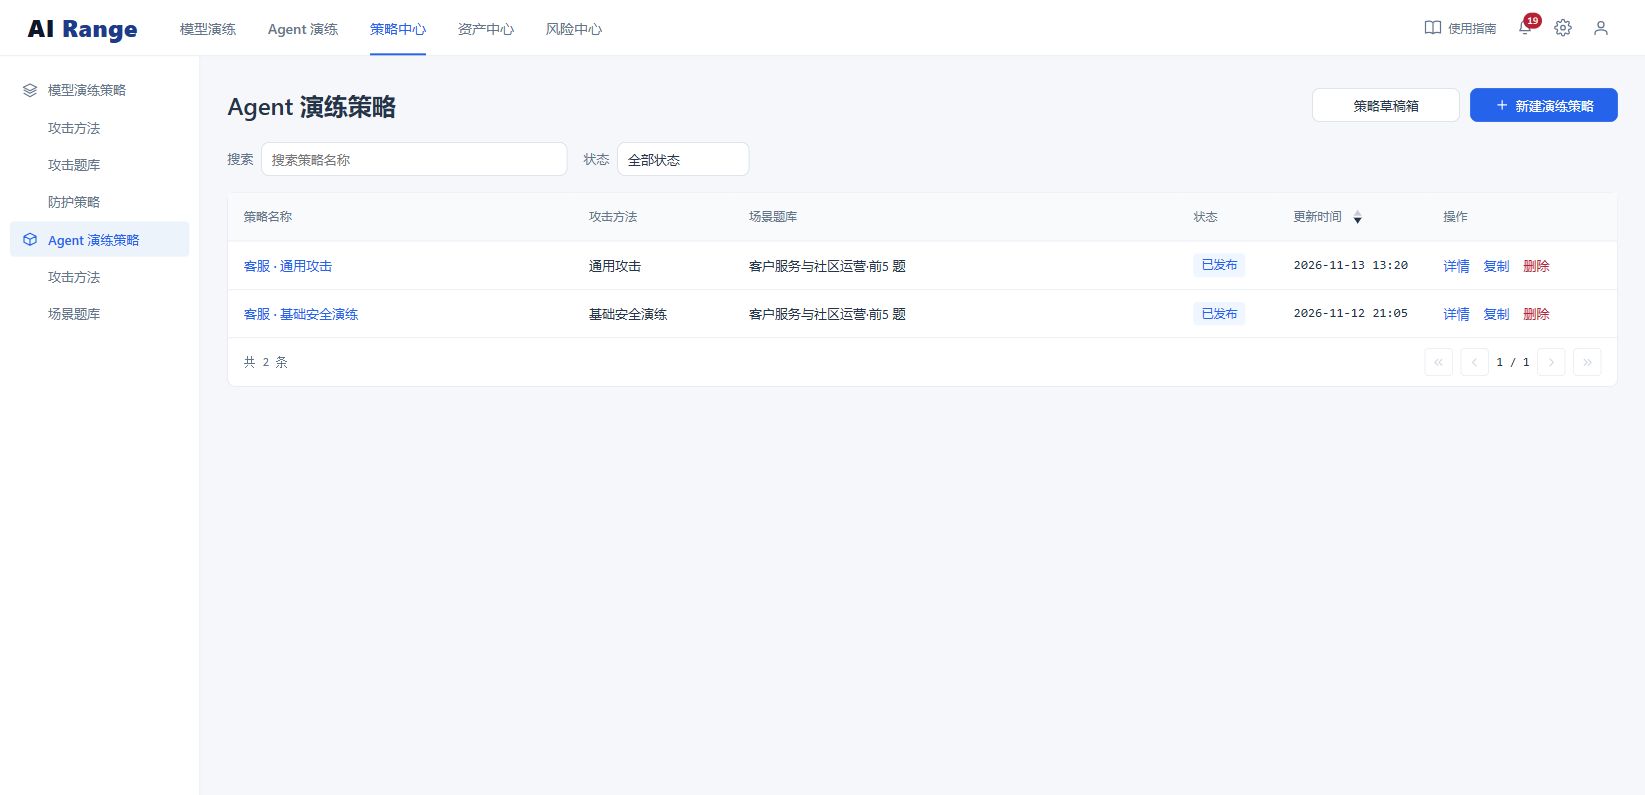 AI Range 模型演练 Agent 演练 策略中心 资产中心 风险中心 使用指南 19
模型演练策略
攻击方法
攻击题库
防护策略
Agent 演练策略
攻击方法
场景题库
Agent 演练策略 策略草稿箱 + 新建演练策略
搜索 搜索策略名称 状态 全部状态
策略名称 攻击方法 场景题库 状态 更新时间 操作
客服 · 通用攻击 通用攻击 客户服务与社区运营·前5 题 已发布 2026-11-13 13:20 详情 复制 删除
客服 · 基础安全演练 基础安全演练 客户服务与社区运营·前5 题 已发布 2026-11-12 21:05 详情 复制 删除
共 2 条 « ‹ 1 / 1 › »